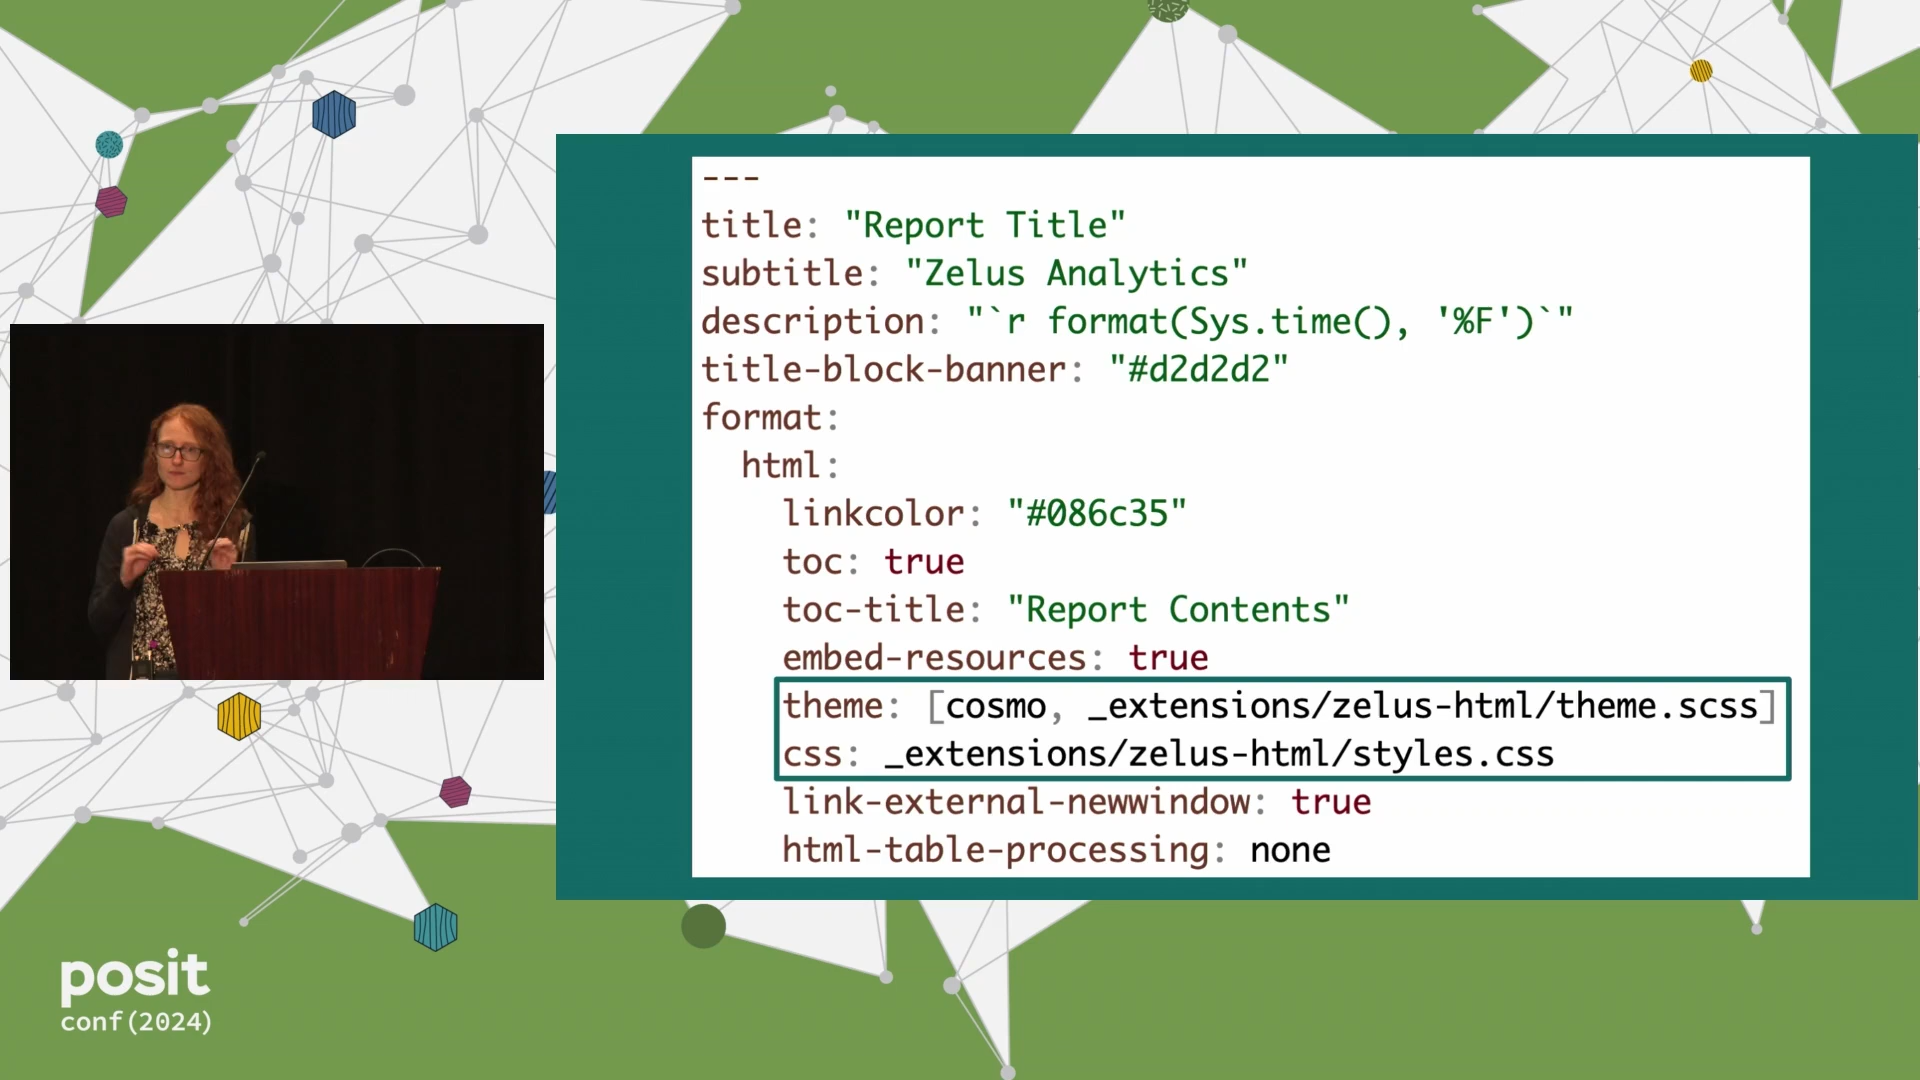 ---
title: "Report Title"
subtitle: "Zelus Analytics"
description: "`r format(Sys.time(), '%F')`"
title-block-banner: "#d2d2d2"
format:
  html:
    linkcolor: "#086c35"
    toc: true
    toc-title: "Report Contents"
    embed-resources: true
    theme: [cosmo, _extensions/zelus-html/theme.scss]
    css: _extensions/zelus-html/styles.css
    link-external-newwindow: true
    html-table-processing: none
posit
conf(2024)